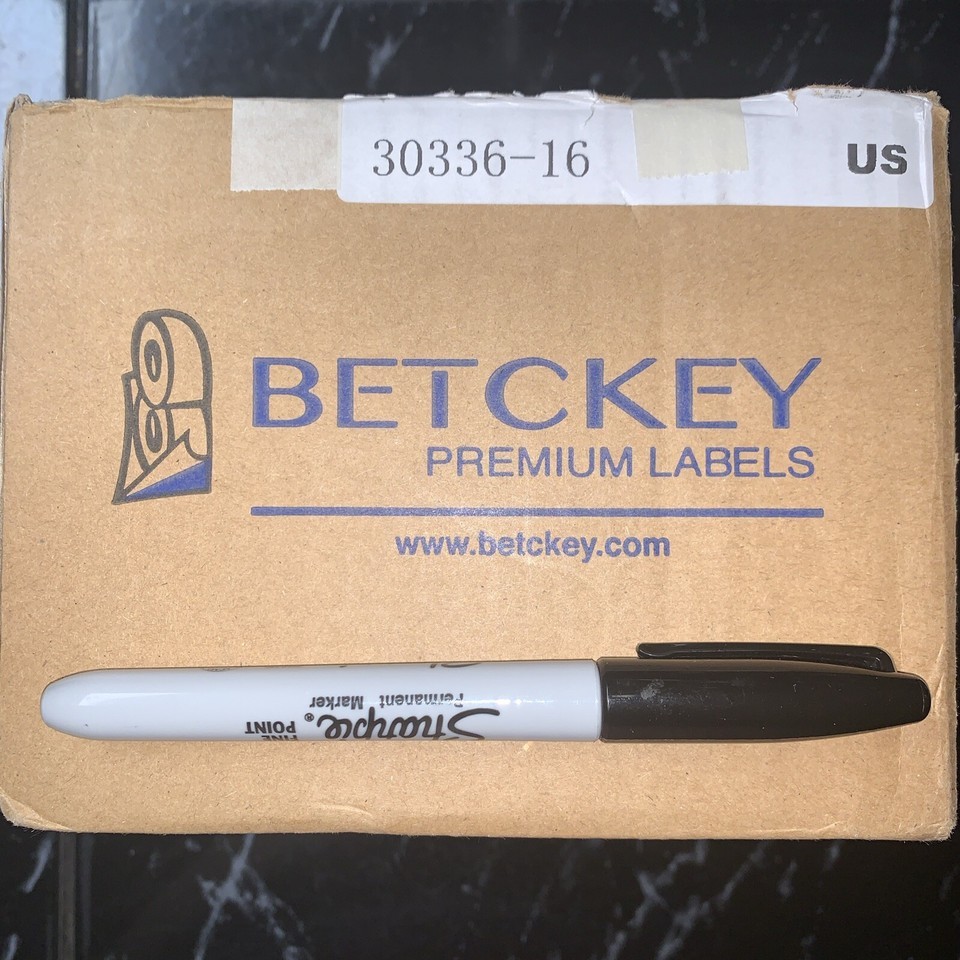 30336-16
US
BETCKEY
PREMIUM LABELS
www.betckey.com
Sharpie®
Permanent Marker
FINE
POINT